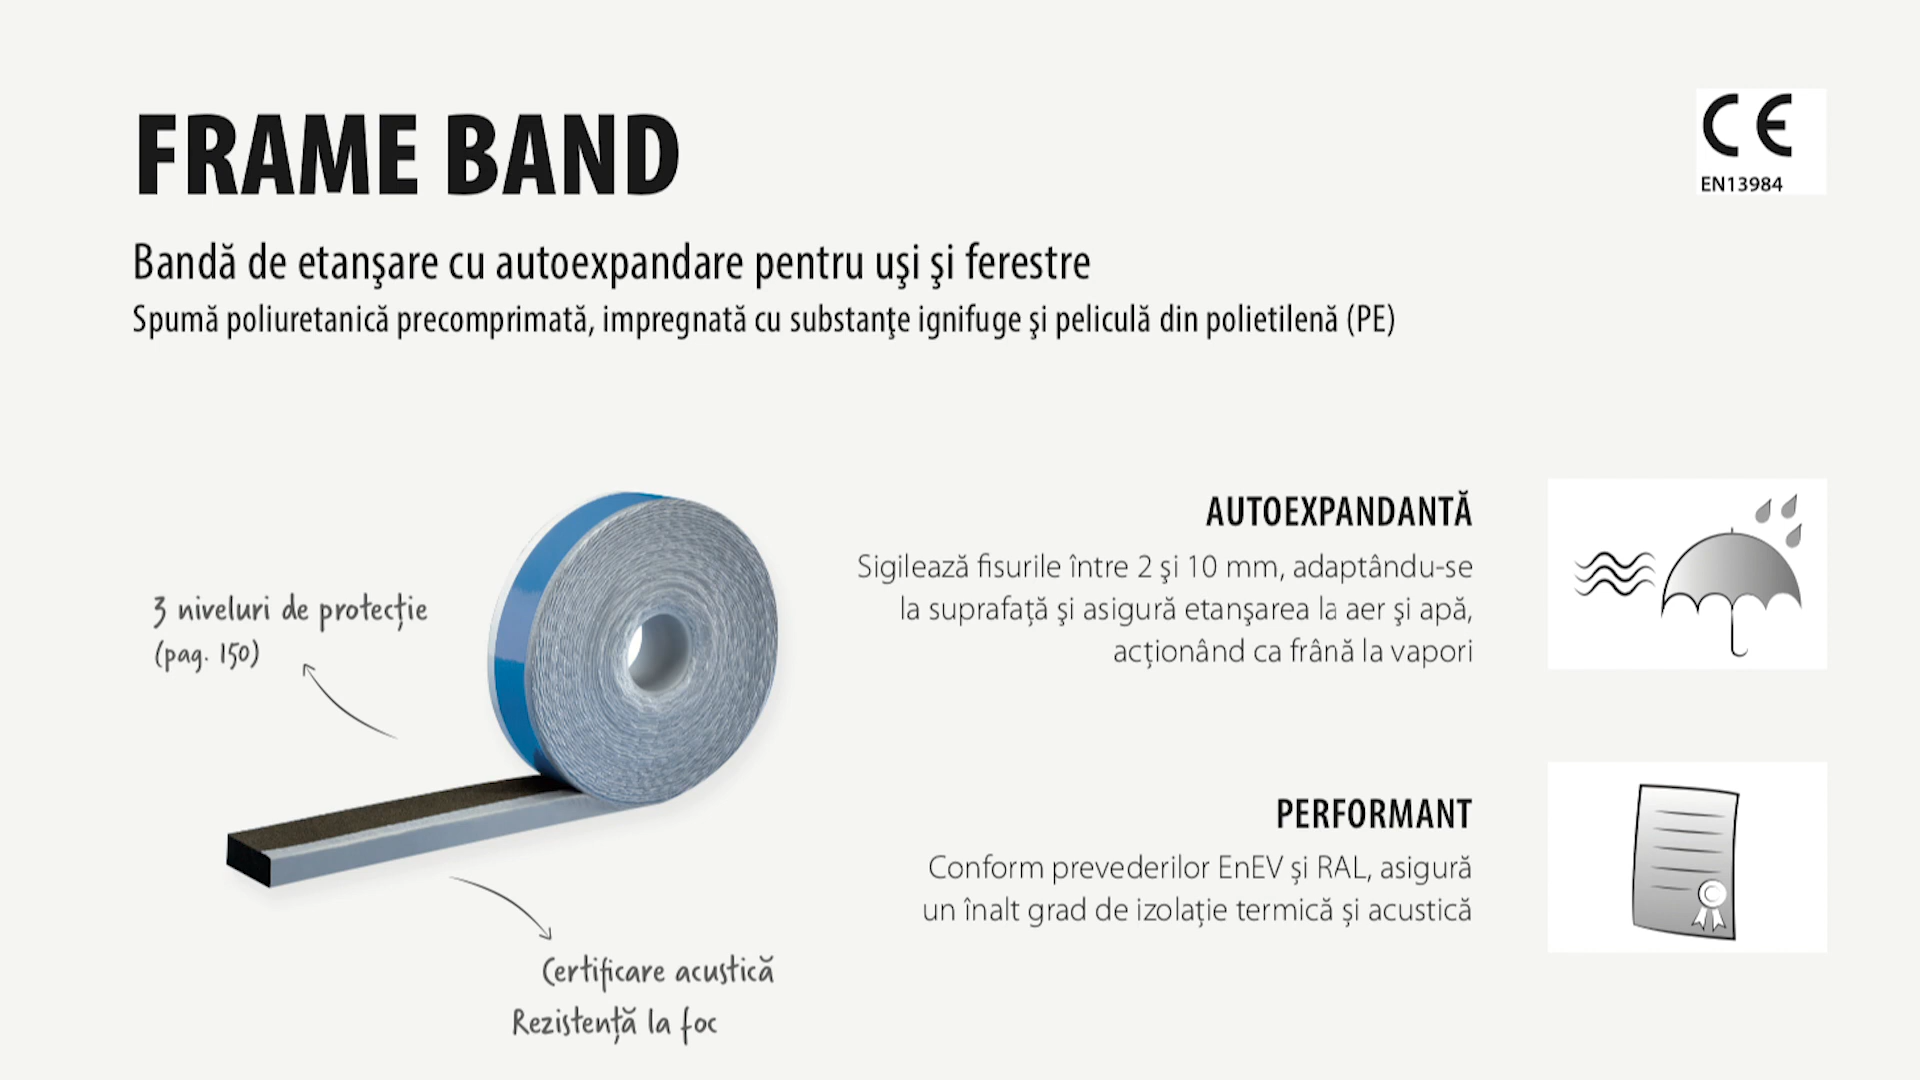 FRAME BAND
CE
EN13984
Bandă de etanşare cu autoexpandare pentru uşi şi ferestre
Spumă poliuretanică precomprimată, impregnată cu substanţe ignifuge şi peliculă din polietilenă (PE)
3 niveluri de protecție
(pag. 150)
Certificare acustică
Rezistență la foc
AUTOEXPANDANTĂ
Sigilează fisurile între 2 şi 10 mm, adaptându-se
la suprafață şi asigură etanşarea la aer şi apă,
acționând ca frână la vapori
PERFORMANT
Conform prevederilor EnEV și RAL, asigură
un înalt grad de izolație termică și acustică